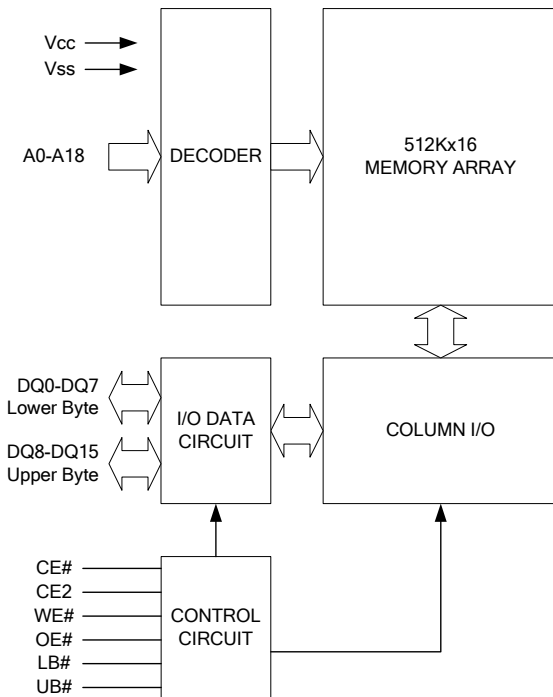 Vcc
Vss
A0-A18
DECODER
512Kx16
MEMORY ARRAY
DQ0-DQ7
Lower Byte
DQ8-DQ15
Upper Byte
I/O DATA
CIRCUIT
COLUMN I/O
CE#
CE2
WE#
OE#
LB#
UB#
CONTROL
CIRCUIT